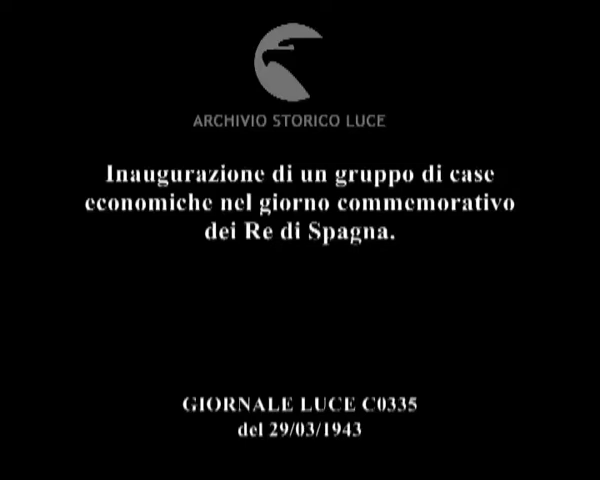 ARCHIVIO STORICO LUCE
Inaugurazione di un gruppo di case
economiche nel giorno commemorativo
dei Re di Spagna.
GIORNALE LUCE C0335
del 29/03/1943